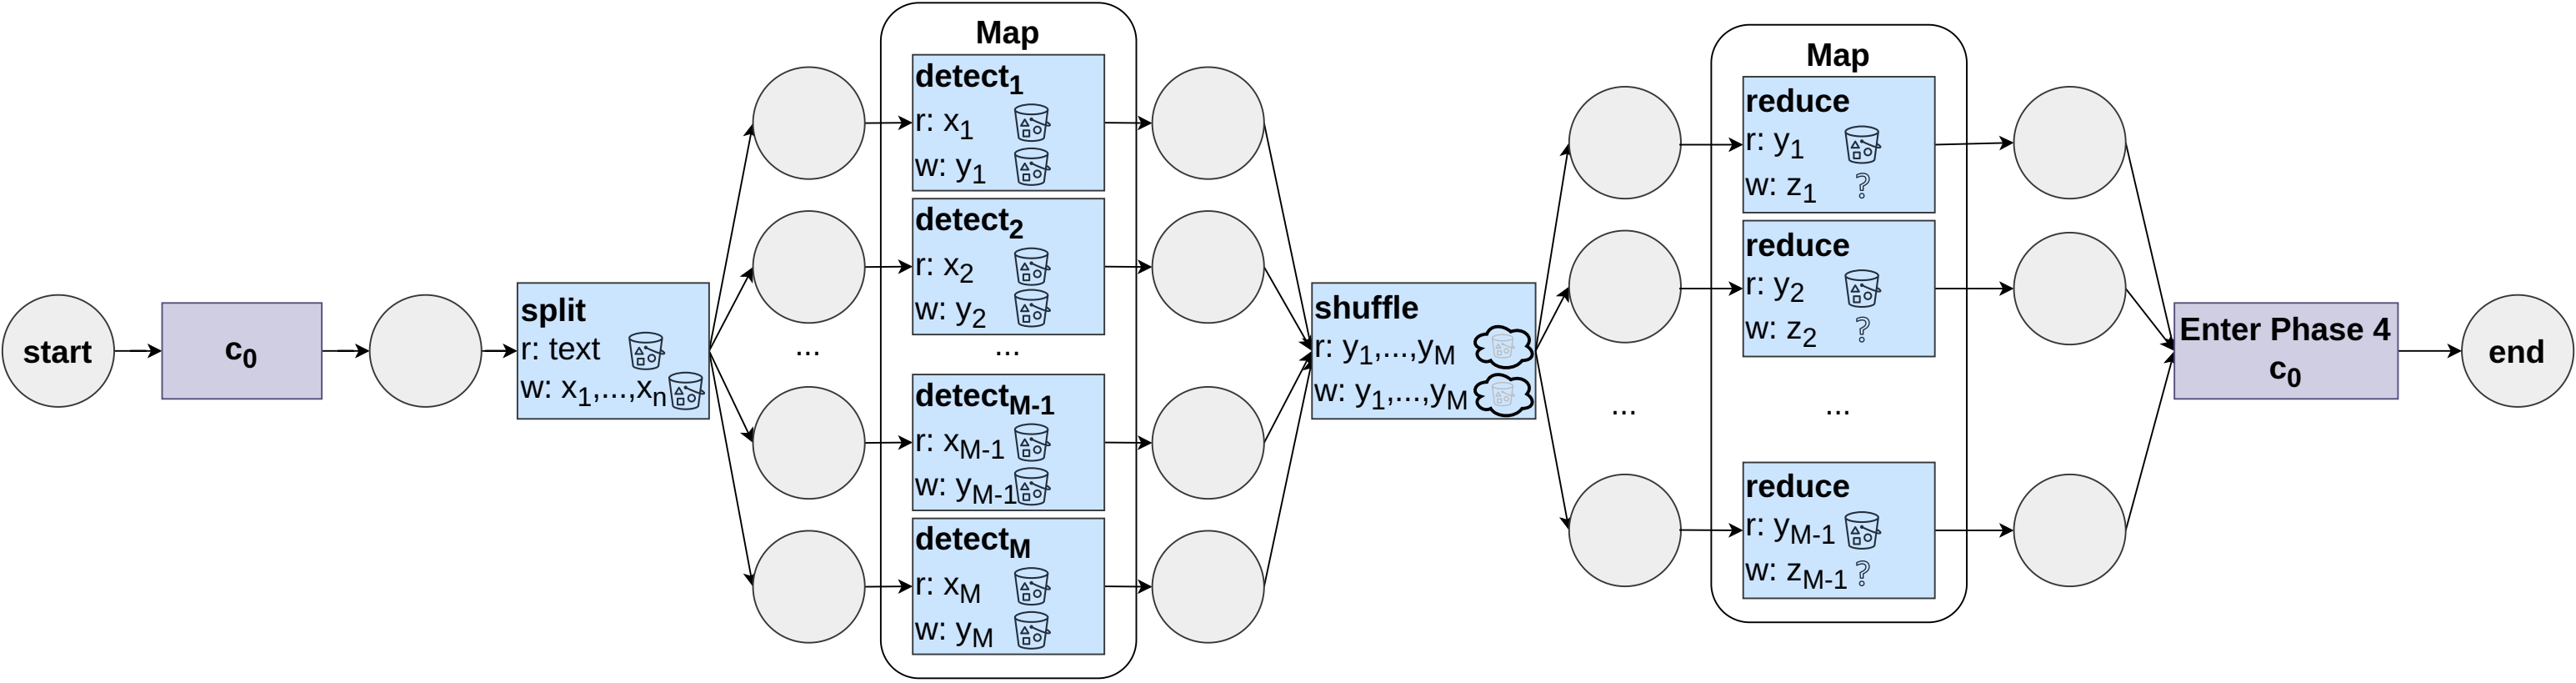 start
c0
split
r: text
w: x1,...,xn
...
Map
detect1
r: x1
w: y1
detect2
r: x2
w: y2
...
detectM-1
r: xM-1
w: yM-1
detectM
r: xM
w: yM
shuffle
r: y1,...,yM
w: y1,...,yM
...
Map
reduce
r: y1
w: z1 ?
reduce
r: y2
w: z2 ?
...
reduce
r: yM-1
w: zM-1 ?
Enter Phase 4
c0
end